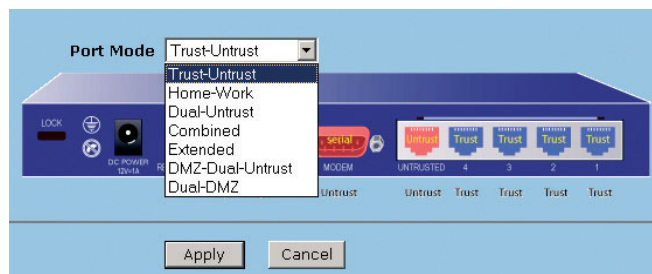 Port Mode Trust-Untrust
Trust-Untrust
Home-Work
Dual-Untrust
Combined
Extended
DMZ-Dual-Untrust
Dual-DMZ
LOCK
DC POWER
12V=1A
serial
MODEM
Untrust Trust Trust Trust Trust
UNTRUSTED 4 3 2 1
Untrust Untrust Trust Trust Trust Trust
Apply Cancel